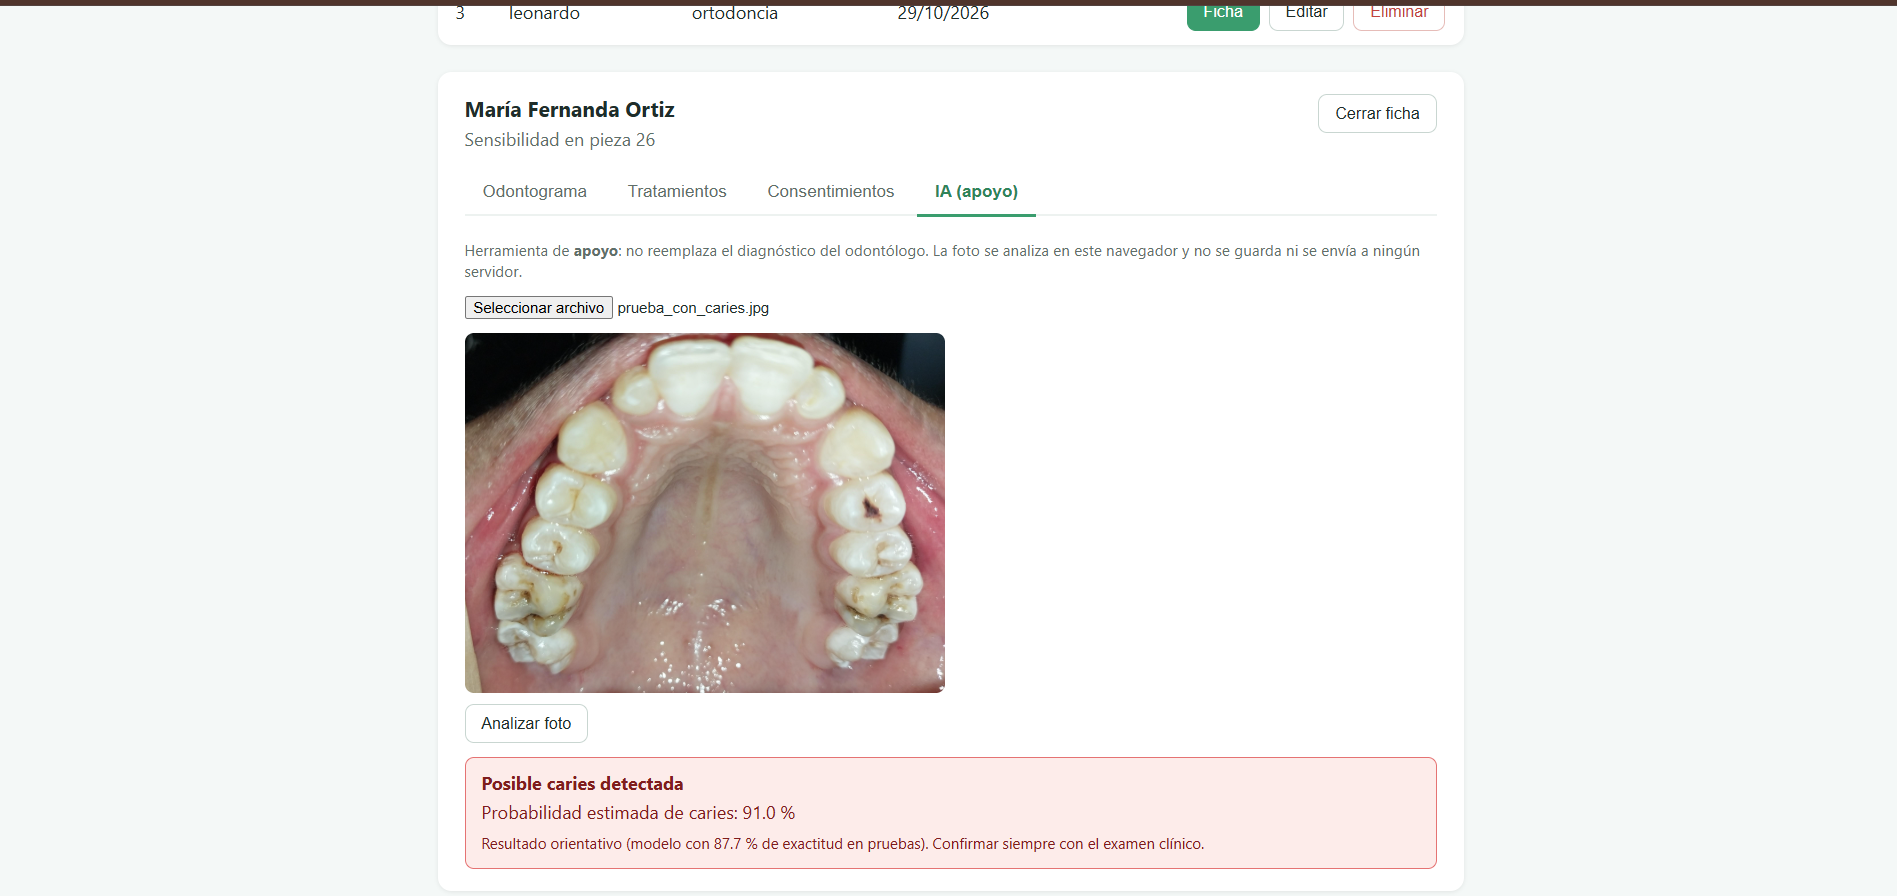 3 leonardo ortodoncia 29/10/2026 Ficha Editar Eliminar
María Fernanda Ortiz
Cerrar ficha
Sensibilidad en pieza 26
Odontograma Tratamientos Consentimientos IA (apoyo)
Herramienta de apoyo: no reemplaza el diagnóstico del odontólogo. La foto se analiza en este navegador y no se guarda ni se envía a ningún
servidor.
Seleccionar archivo prueba_con_caries.jpg
Analizar foto
Posible caries detectada
Probabilidad estimada de caries: 91.0 %
Resultado orientativo (modelo con 87.7 % de exactitud en pruebas). Confirmar siempre con el examen clínico.